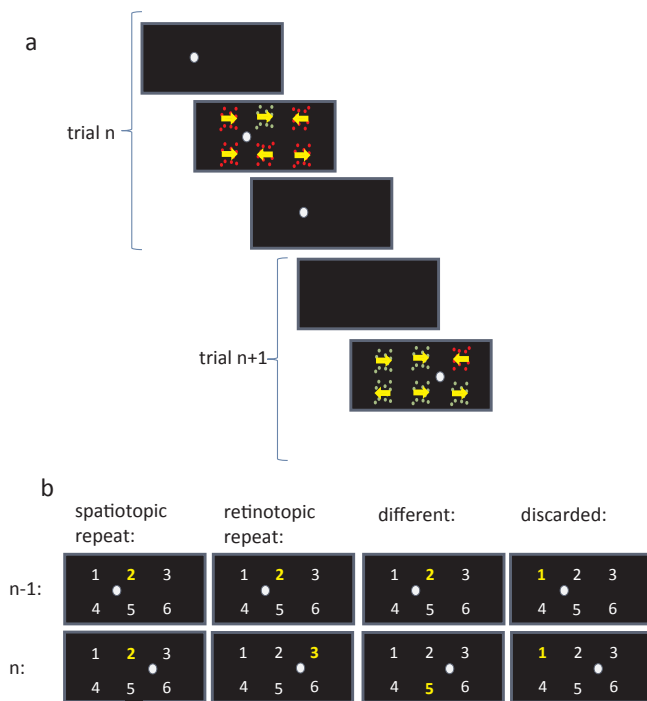 a
trial n
trial n+1
b
spatiotopic repeat:
retinotopic repeat:
different:
discarded:
n-1:
1 2 3
4 5 6
1 2 3
4 5 6
1 2 3
4 5 6
1 2 3
4 5 6
n:
1 2 3
4 5 6
1 2 3
4 5 6
1 2 3
4 5 6
1 2 3
4 5 6